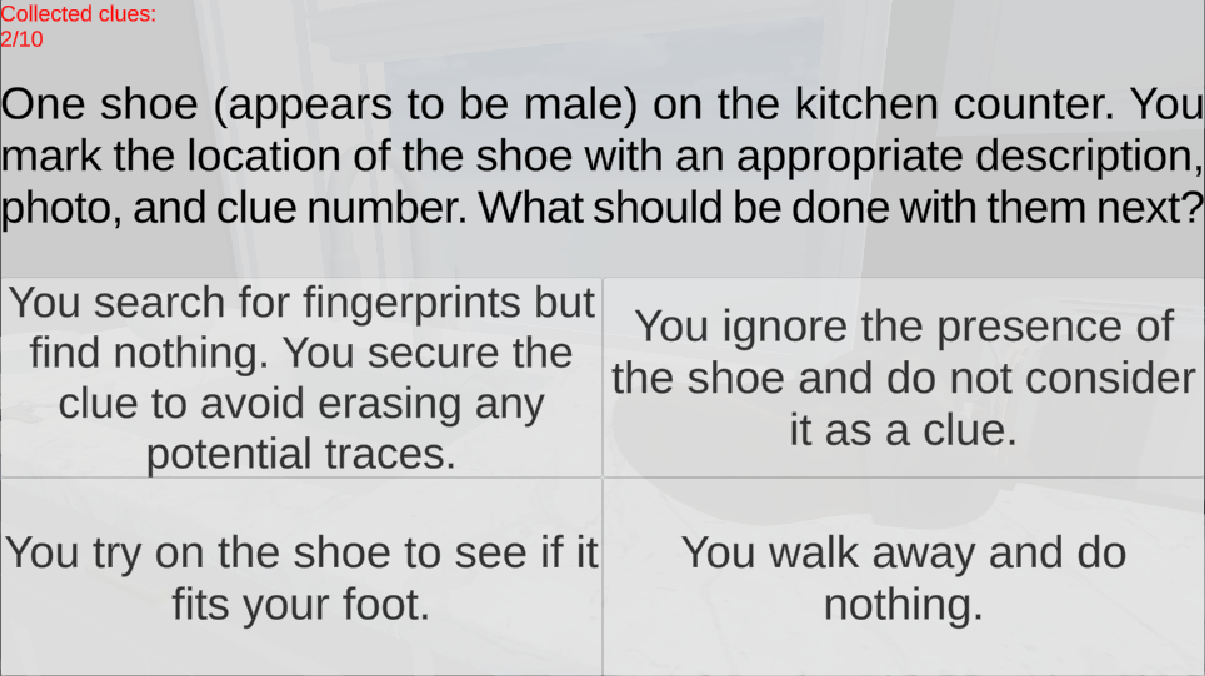 Collected clues:
2/10
One shoe (appears to be male) on the kitchen counter. You
mark the location of the shoe with an appropriate description,
photo, and clue number. What should be done with them next?
You search for fingerprints but
find nothing. You secure the
clue to avoid erasing any
potential traces.
You ignore the presence of
the shoe and do not consider
it as a clue.
You try on the shoe to see if it
fits your foot.
You walk away and do
nothing.